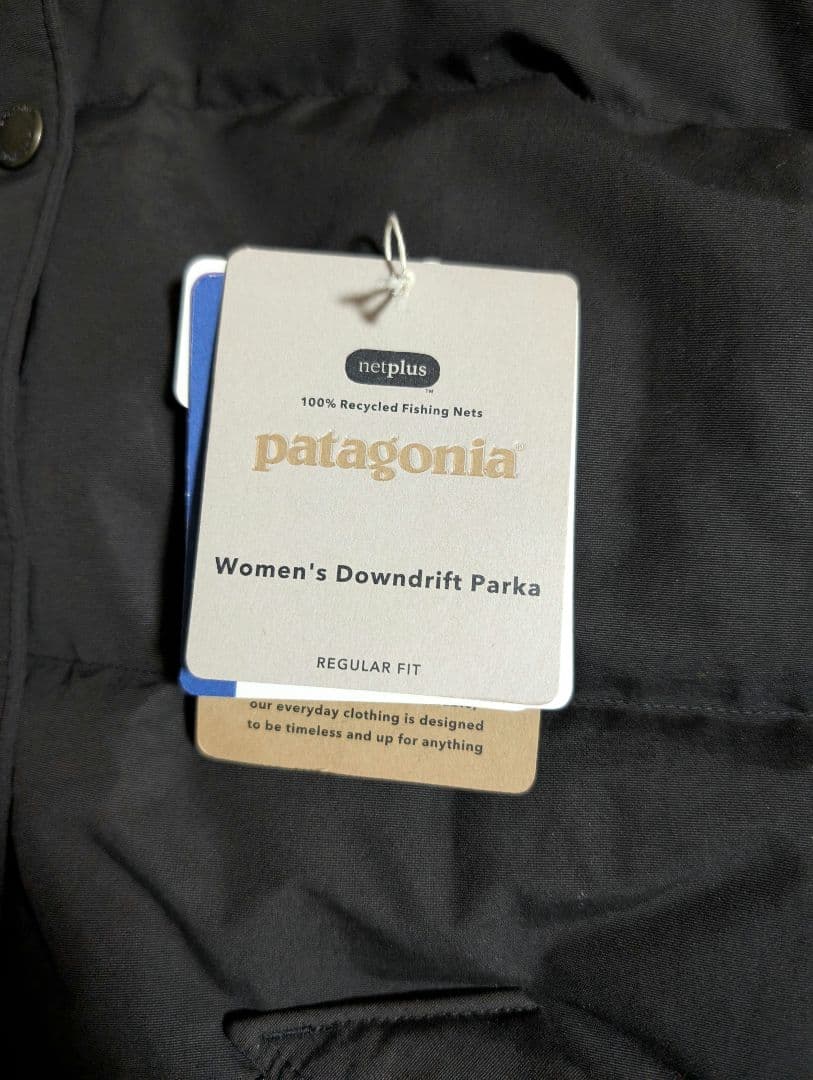 netplus™
100% Recycled Fishing Nets
patagonia®
Women's Downdrift Parka
REGULAR FIT
our everyday clothing is designed
to be timeless and up for anything